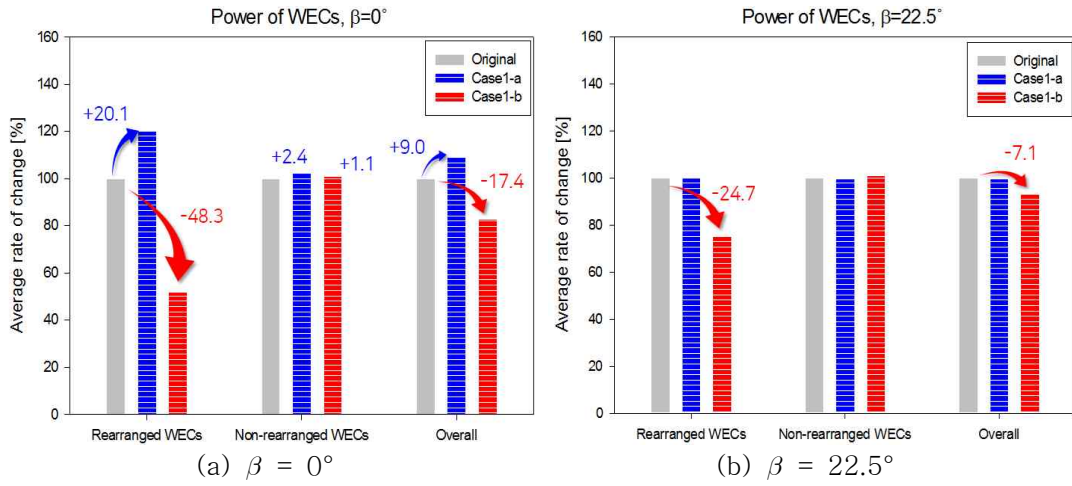 Power of WECs, β=0°
Average rate of change [%]
160
140
120
100
80
60
40
20
0
Original
Case1-a
Case1-b
+20.1
-48.3
+2.4
+1.1
+9.0
-17.4
Rearranged WECs
Non-rearranged WECs
Overall
(a) β = 0°
Power of WECs, β=22.5°
Average rate of change [%]
160
140
120
100
80
60
40
20
0
Original
Case1-a
Case1-b
-24.7
-7.1
Rearranged WECs
Non-rearranged WECs
Overall
(b) β = 22.5°